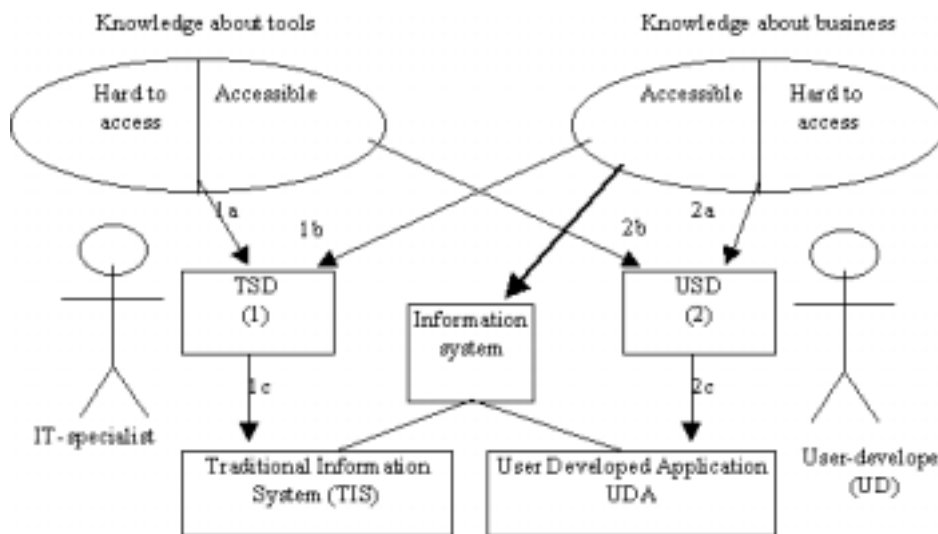 Knowledge about tools
Knowledge about business
Hard to
access
Accessible
Accessible
Hard to
access
1a
1b
2b
2a
TSD
(1)
USD
(2)
Information
system
1c
2c
IT-specialist
Traditional Information
System (TIS)
User Developed Application
UDA
User-develope
(UD)